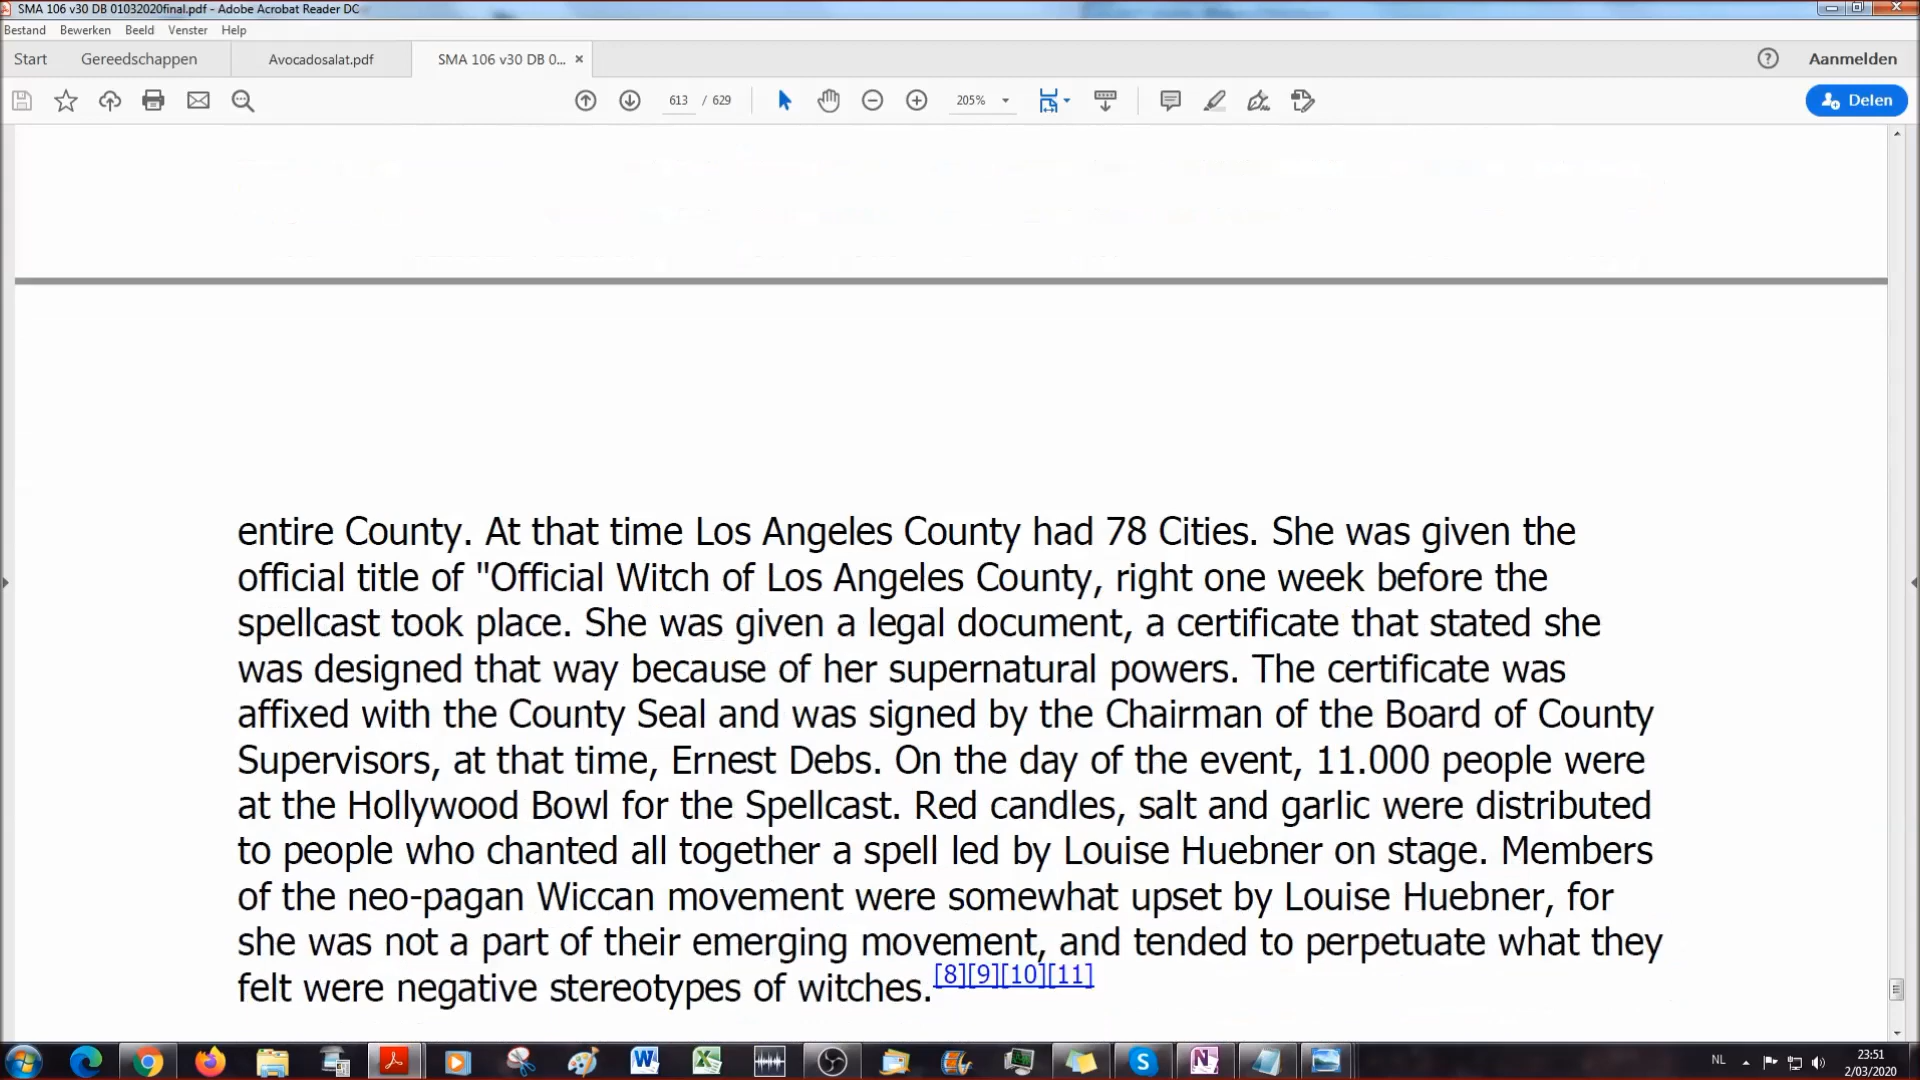 SMA 106 v30 DB 01032020final.pdf - Adobe Acrobat Reader DC
Bestand Bewerken Beeld Venster Help
Start Gereedschappen Avocadosalat.pdf SMA 106 v30 DB 0... × Aanmelden
613 / 629 205% Delen
entire County. At that time Los Angeles County had 78 Cities. She was given the
official title of "Official Witch of Los Angeles County, right one week before the
spellcast took place. She was given a legal document, a certificate that stated she
was designed that way because of her supernatural powers. The certificate was
affixed with the County Seal and was signed by the Chairman of the Board of County
Supervisors, at that time, Ernest Debs. On the day of the event, 11.000 people were
at the Hollywood Bowl for the Spellcast. Red candles, salt and garlic were distributed
to people who chanted all together a spell led by Louise Huebner on stage. Members
of the neo-pagan Wiccan movement were somewhat upset by Louise Huebner, for
she was not a part of their emerging movement, and tended to perpetuate what they
felt were negative stereotypes of witches.[8][9][10][11]
NL 23:51
2/03/2020